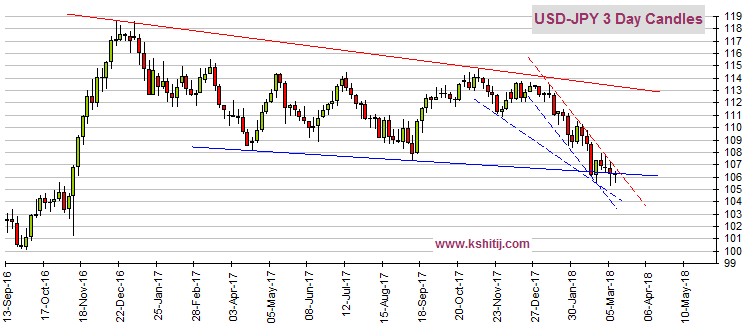 USD-JPY 3 Day Candles
119
118
117
116
115
114
113
112
111
110
109
108
107
106
105
104
103
102
101
100
99
www.kshitij.com
13-Sep-16
17-Oct-16
18-Nov-16
22-Dec-16
25-Jan-17
28-Feb-17
03-Apr-17
05-May-17
08-Jun-17
12-Jul-17
15-Aug-17
18-Sep-17
20-Oct-17
23-Nov-17
27-Dec-17
30-Jan-18
05-Mar-18
06-Apr-18
10-May-18